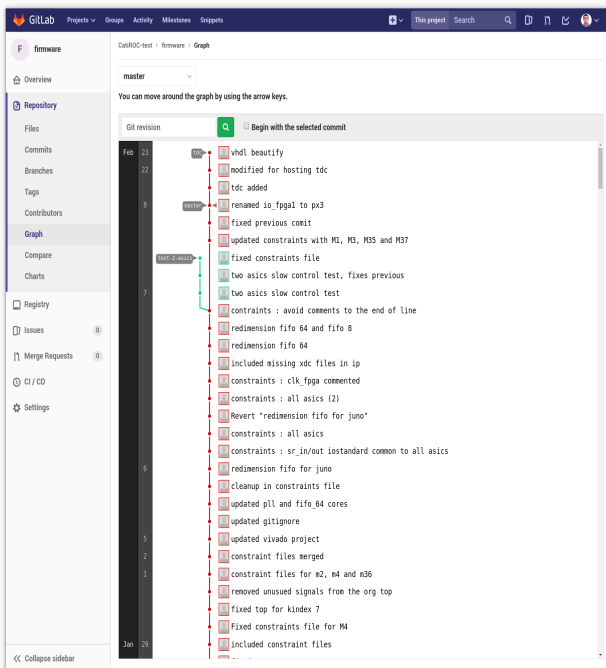 GitLab Projects Groups Activity Milestones Snippets This project Search
F firmware
CatiROC-test > firmware > Graph
Overview
Repository
Files
Commits
Branches
Tags
Contributors
Graph
Compare
Charts
Registry
Issues 0
Merge Requests 0
CI / CD
Settings
<< Collapse sidebar
master
You can move around the graph by using the arrow keys.
Git revision Begin with the selected commit
Feb 23 tdc vhdl beautify
22 modified for hosting tdc
tdc added
8 master renamed io_fpga1 to px3
fixed previous comit
updated constraints with M1, M3, M35 and M37
test-2-asics fixed constraints file
two asics slow control test, fixes previous
7 two asics slow control test
contraints : avoid comments to the end of line
redimension fifo 64 and fifo 8
redimension fifo 64
included missing xdc files in ip
constraints : clk_fpga commented
constraints : all asics (2)
Revert "redimension fifo for juno"
constraints : all asics
constraints : sr_in/out iostandard common to all asics
6 redimension fifo for juno
cleanup in constraints file
updated pll and fifo_64 cores
updated gitignore
5 updated vivado project
2 constraint files merged
1 constraint files for m2, m4 and m36
removed unusued signals from the org top
fixed top for kindex 7
Fixed constraints file for M4
Jan 29 included constraint files